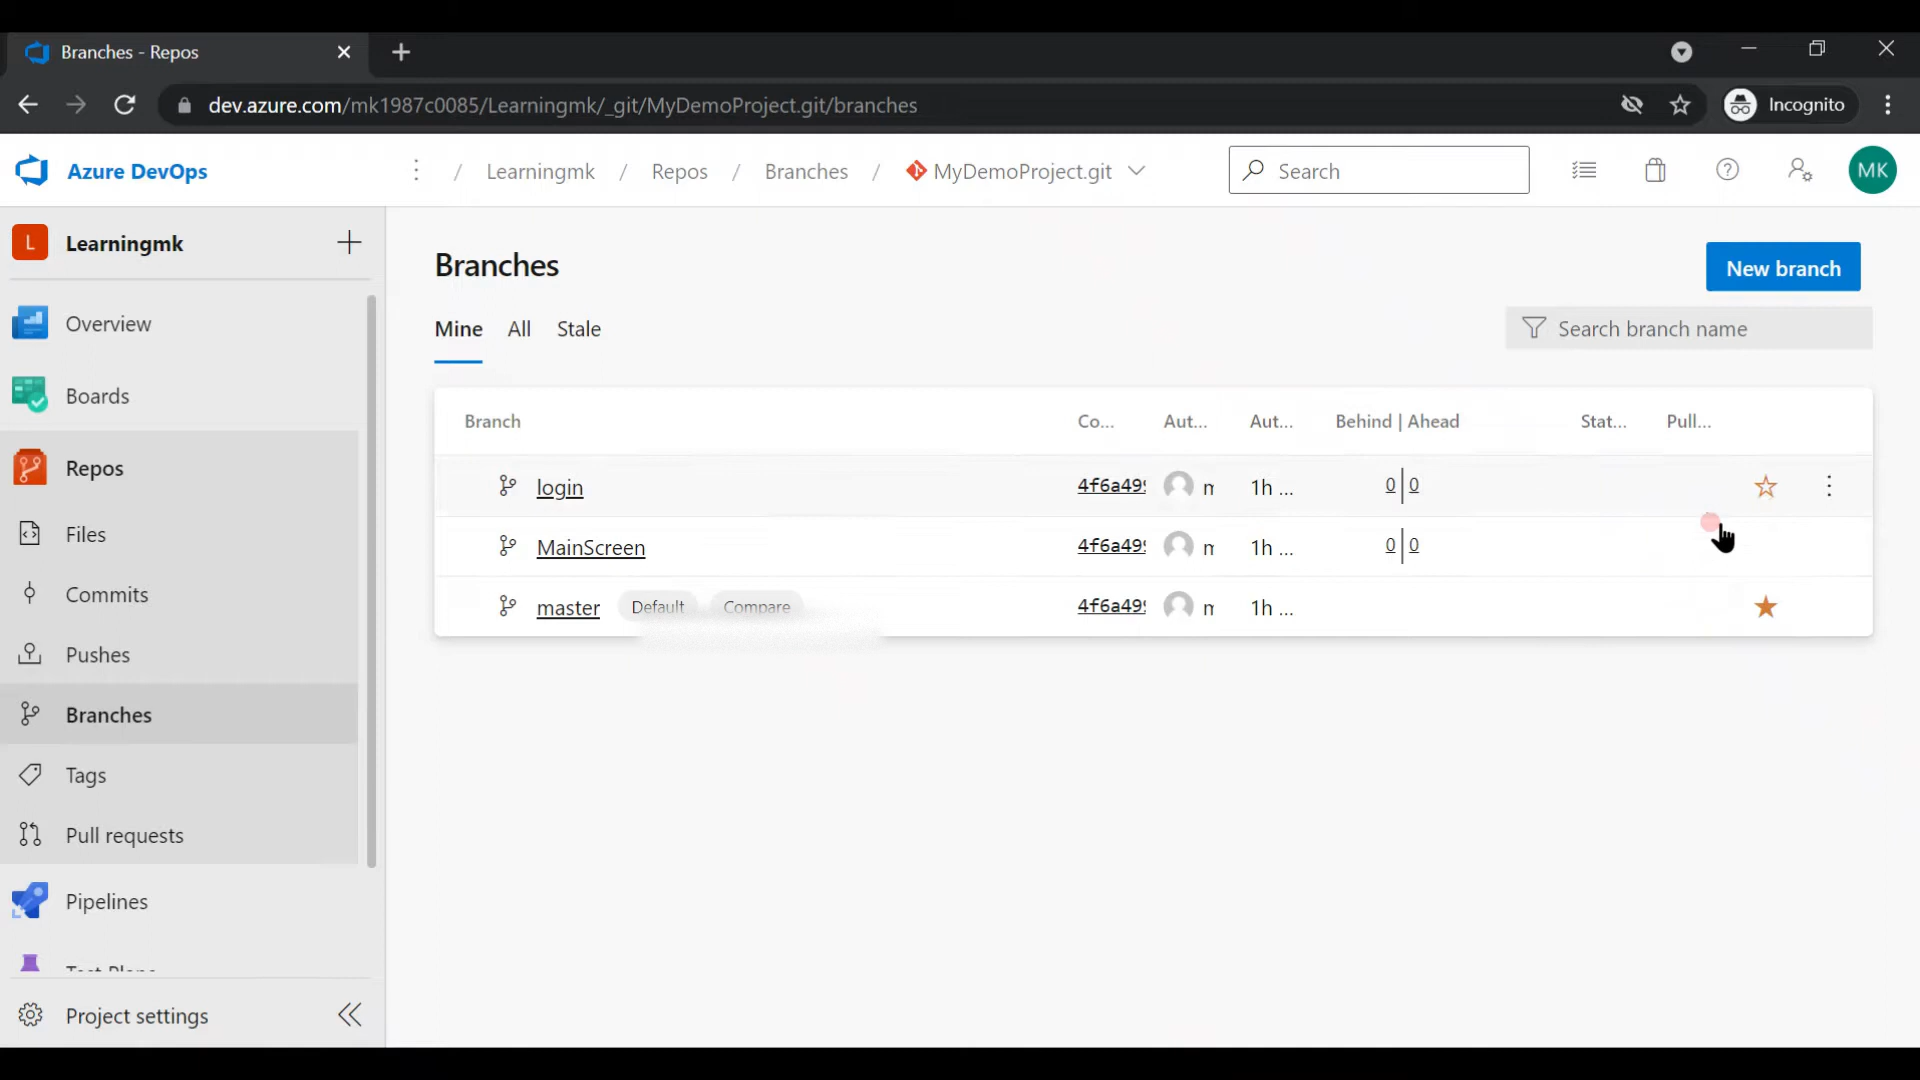 Branches - Repos
dev.azure.com/mk1987c0085/Learningmk/_git/MyDemoProject.git/branches
Incognito
Azure DevOps
/ Learningmk / Repos / Branches / MyDemoProject.git
Search
MK
L Learningmk
Overview
Boards
Repos
Files
Commits
Pushes
Branches
Tags
Pull requests
Pipelines
Project settings
Branches
New branch
Mine All Stale
Search branch name
Branch Co... Aut... Aut... Behind | Ahead Stat... Pull...
login 4f6a49 m 1h ... 0 | 0
MainScreen 4f6a49 m 1h ... 0 | 0
master Default Compare 4f6a49 m 1h ...